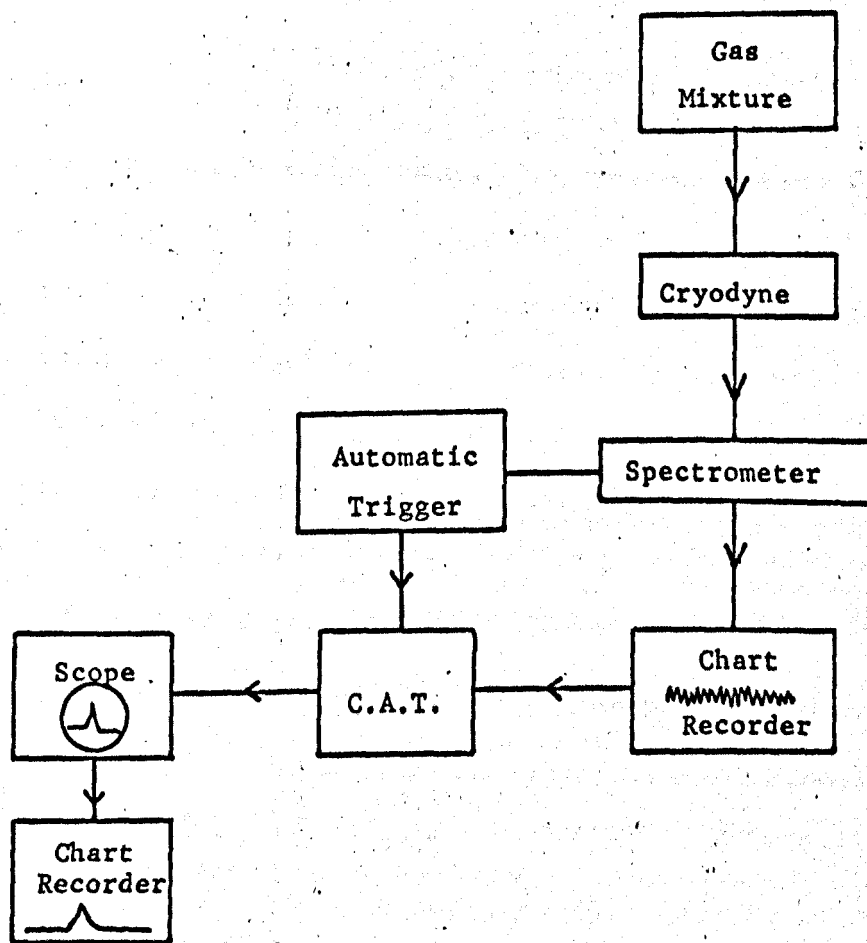 Gas
Mixture
Cryodyne
Automatic
Trigger
Spectrometer
Scope
C.A.T.
Chart
Recorder
Chart
Recorder